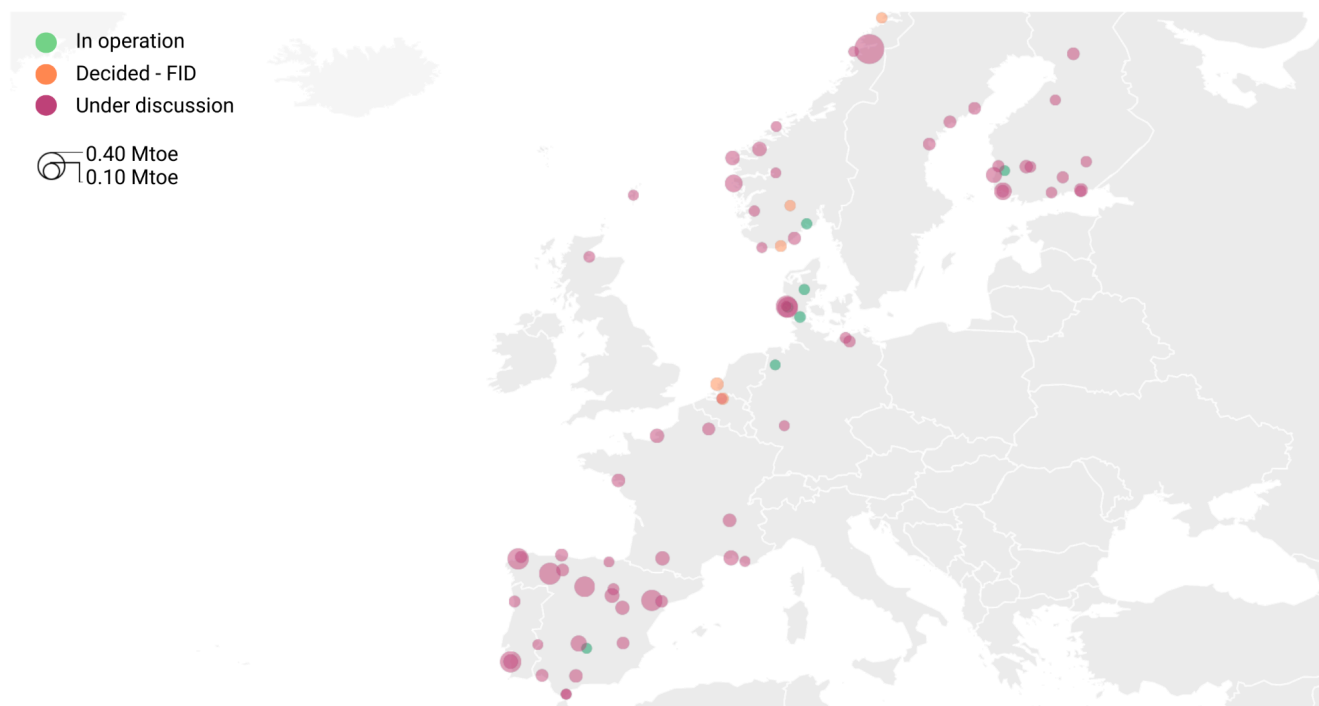 In operation
Decided - FID
Under discussion
0.40 Mtoe
0.10 Mtoe